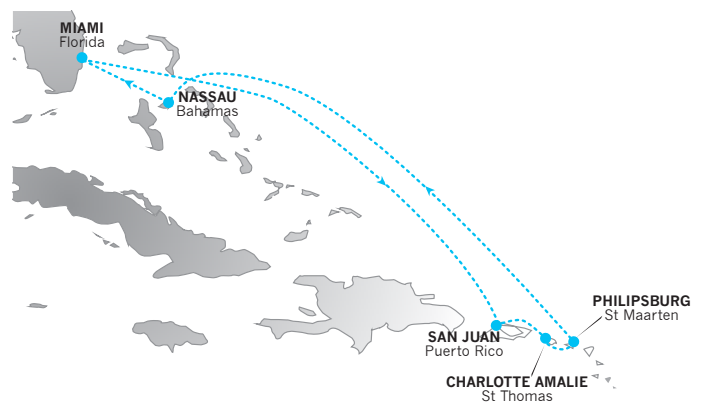 MIAMI
Florida
NASSAU
Bahamas
PHILIPSBURG
St Maarten
SAN JUAN
Puerto Rico
CHARLOTTE AMALIE
St Thomas